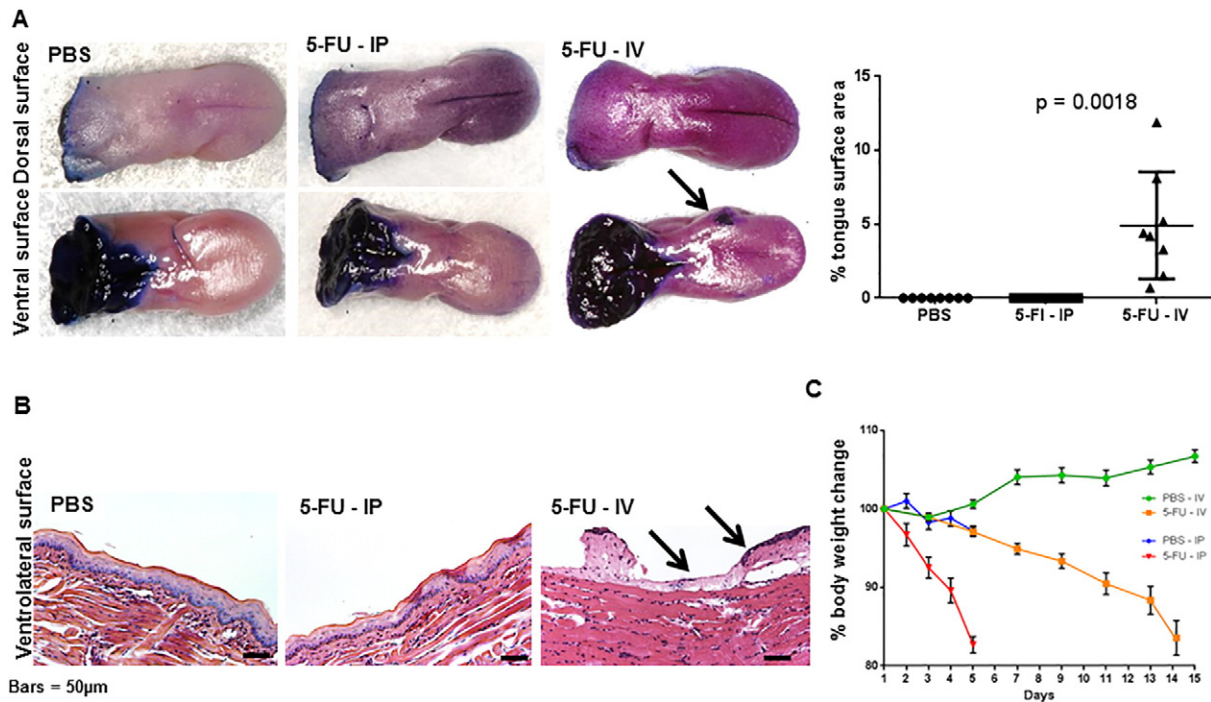 A
PBS
5-FU - IP
5-FU - IV
Dorsal surface
Ventral surface
% tongue surface area
15
10
5
0
p = 0.0018
PBS
5-FI - IP
5-FU - IV
B
Ventrolateral surface
PBS
5-FU - IP
5-FU - IV
Bars = 50µm
C
% body weight change
110
100
90
80
PBS - IV
5-FU - IV
PBS - IP
5-FU - IP
1 2 3 4 5 6 7 8 9 10 11 12 13 14 15
Days